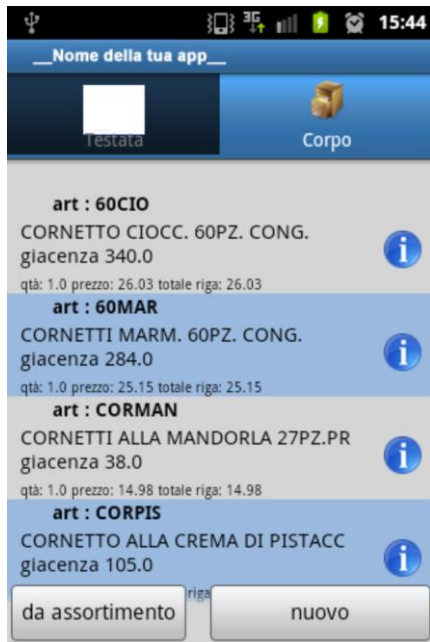 3G
15:44
__Nome della tua app__
Testata
Corpo
art : 60CIO
CORNETTO CIOCC. 60PZ. CONG.
giacenza 340.0
qtà: 1.0 prezzo: 26.03 totale riga: 26.03
art : 60MAR
CORNETTI MARM. 60PZ. CONG.
giacenza 284.0
qtà: 1.0 prezzo: 25.15 totale riga: 25.15
art : CORMAN
CORNETTI ALLA MANDORLA 27PZ.PR
giacenza 38.0
qtà: 1.0 prezzo: 14.98 totale riga: 14.98
art : CORPIS
CORNETTO ALLA CREMA DI PISTACC
giacenza 105.0
riga
da assortimento
nuovo